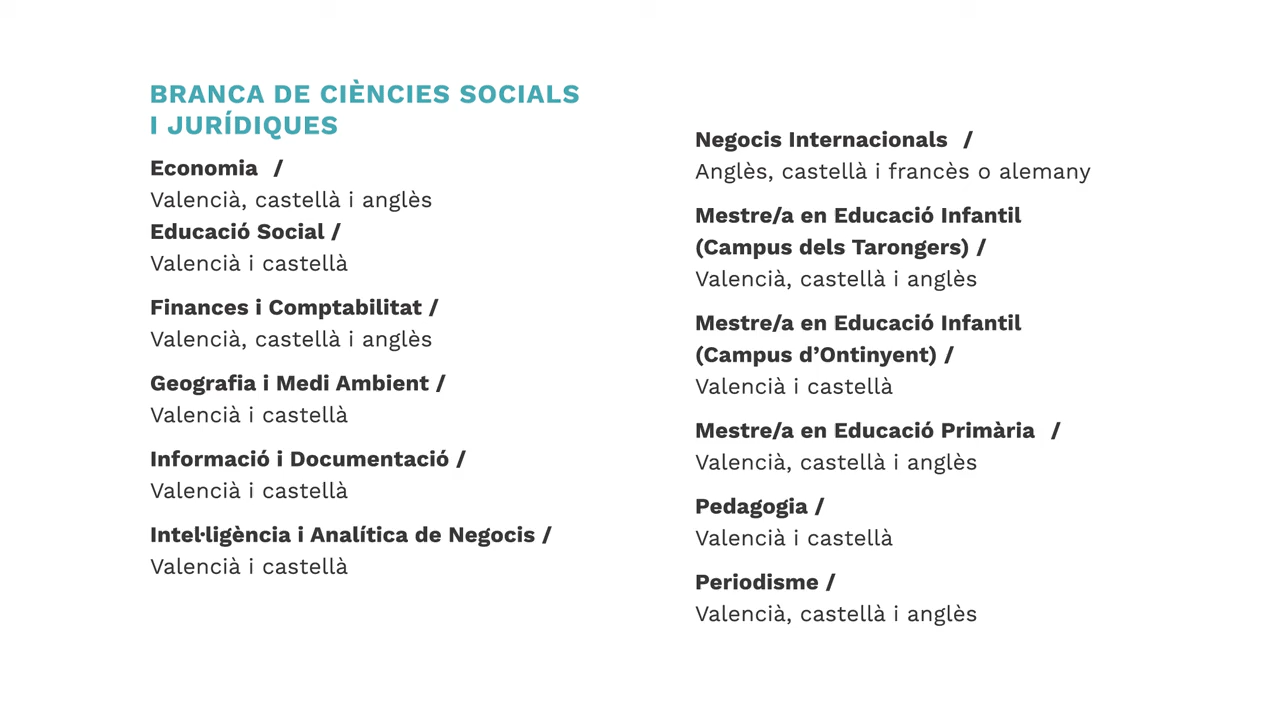 BRANCA DE CIÈNCIES SOCIALS
I JURÍDIQUES
Economia /
Valencià, castellà i anglès
Educació Social /
Valencià i castellà
Finances i Comptabilitat /
Valencià, castellà i anglès
Geografia i Medi Ambient /
Valencià i castellà
Informació i Documentació /
Valencià i castellà
Intel·ligència i Analítica de Negocis /
Valencià i castellà
Negocis Internacionals /
Anglès, castellà i francès o alemany
Mestre/a en Educació Infantil
(Campus dels Tarongers) /
Valencià, castellà i anglès
Mestre/a en Educació Infantil
(Campus d’Ontinyent) /
Valencià i castellà
Mestre/a en Educació Primària /
Valencià, castellà i anglès
Pedagogia /
Valencià i castellà
Periodisme /
Valencià, castellà i anglès